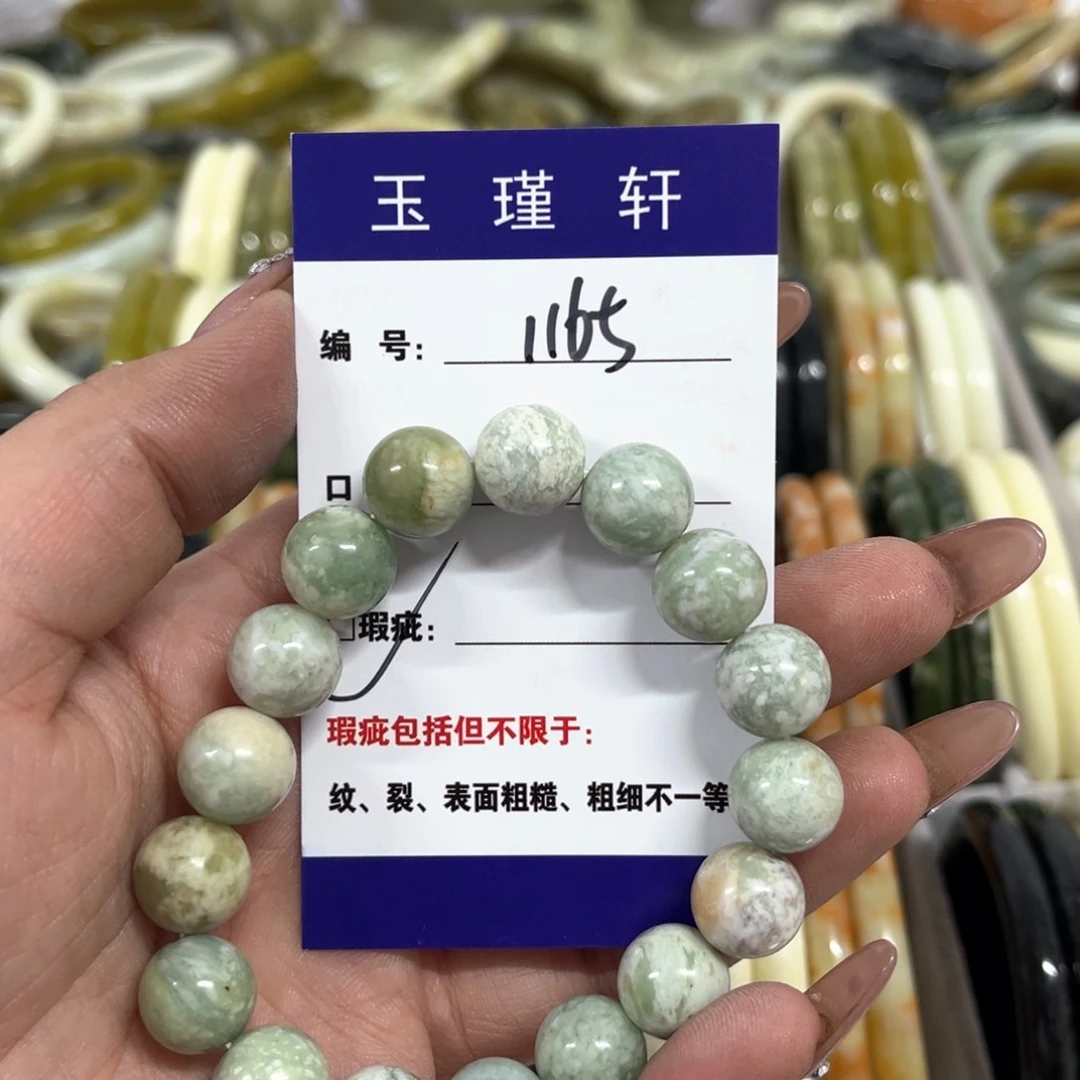 玉瑾轩
编 号: 1165
口
□瑕疵:
瑕疵包括但不限于:
纹、裂、表面粗糙、粗细不一等